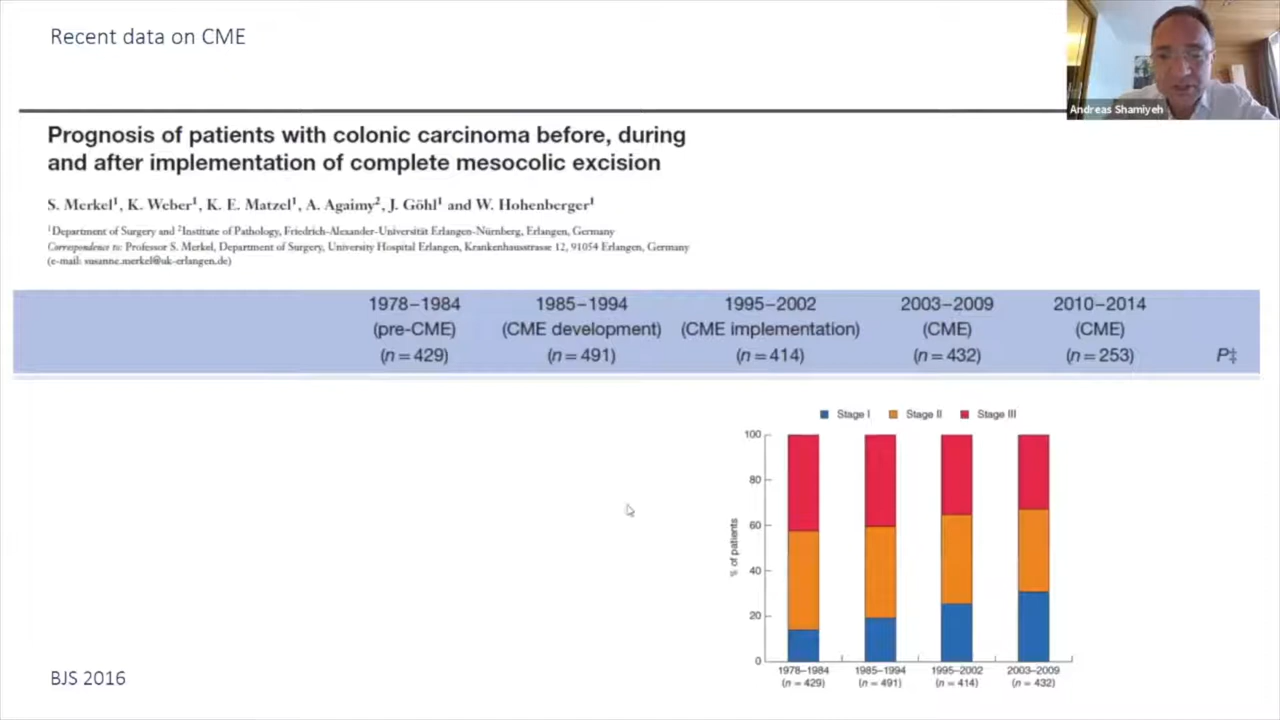 Recent data on CME
Andreas Shamiyeh
Prognosis of patients with colonic carcinoma before, during
and after implementation of complete mesocolic excision
S. Merkel¹, K. Weber¹, K. E. Matzel¹, A. Agaimy², J. Göhl¹ and W. Hohenberger¹
¹Department of Surgery and ²Institute of Pathology, Friedrich-Alexander-Universität Erlangen-Nürnberg, Erlangen, Germany
Correspondence to: Professor S. Merkel, Department of Surgery, University Hospital Erlangen, Krankenhausstrasse 12, 91054 Erlangen, Germany
(e-mail: susanne.merkel@uk-erlangen.de)
1978–1984 1985–1994 1995–2002 2003–2009 2010–2014
(pre-CME) (CME development) (CME implementation) (CME) (CME)
(n = 429) (n = 491) (n = 414) (n = 432) (n = 253) P‡
Stage I Stage II Stage III
100
80
60
40
20
0
% of patients
1978–1984 1985–1994 1995–2002 2003–2009
(n = 429) (n = 491) (n = 414) (n = 432)
BJS 2016